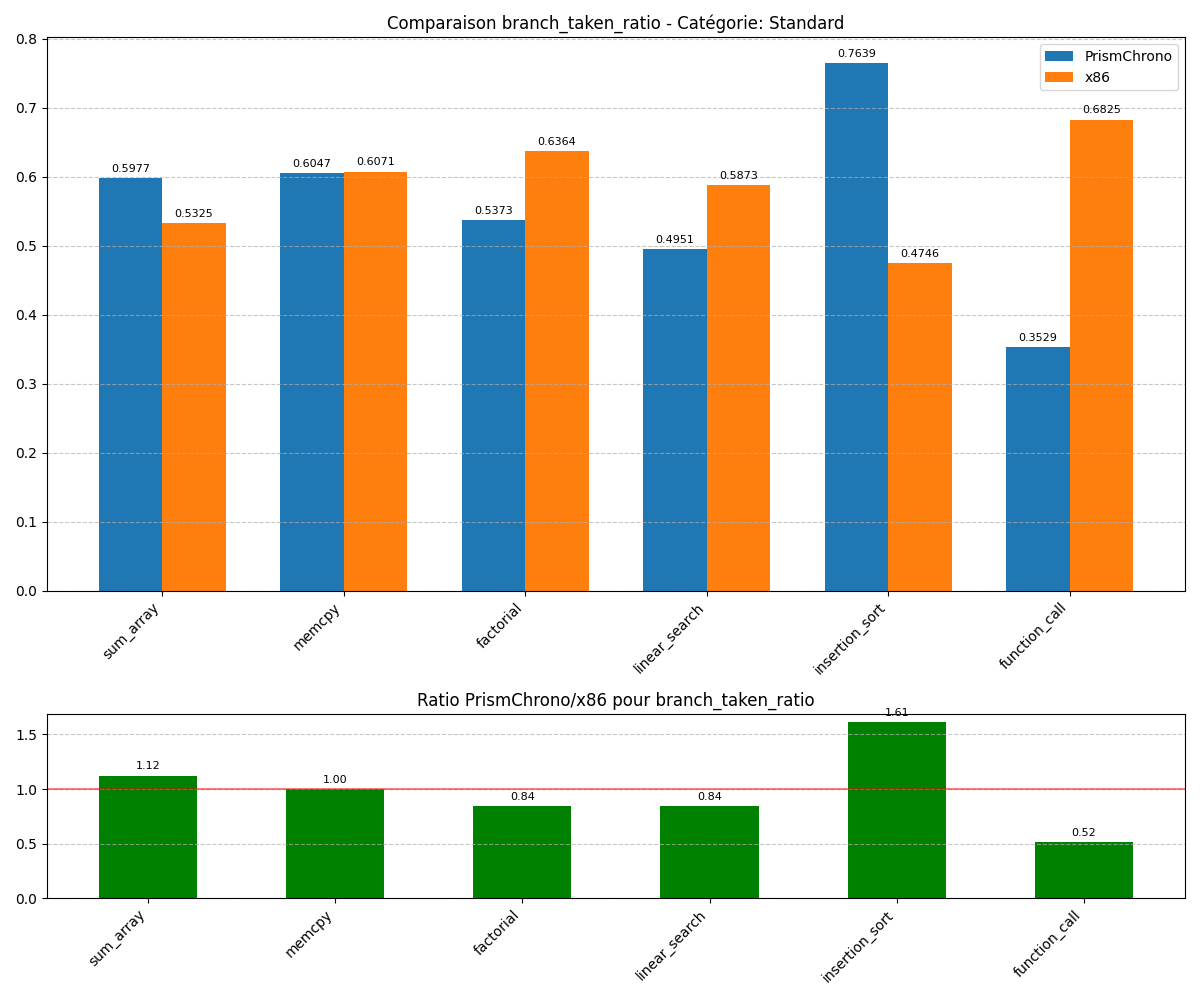 Comparaison branch_taken_ratio - Catégorie: Standard
0.8
0.7
0.6
0.5
0.4
0.3
0.2
0.1
0.0
PrismChrono
x86
0.5977
0.5325
0.6047
0.6071
0.5373
0.6364
0.4951
0.5873
0.7639
0.4746
0.3529
0.6825
sum_array
memcpy
factorial
linear_search
insertion_sort
function_call
Ratio PrismChrono/x86 pour branch_taken_ratio
1.5
1.0
0.5
0.0
1.12
1.00
0.84
0.84
1.61
0.52
sum_array
memcpy
factorial
linear_search
insertion_sort
function_call